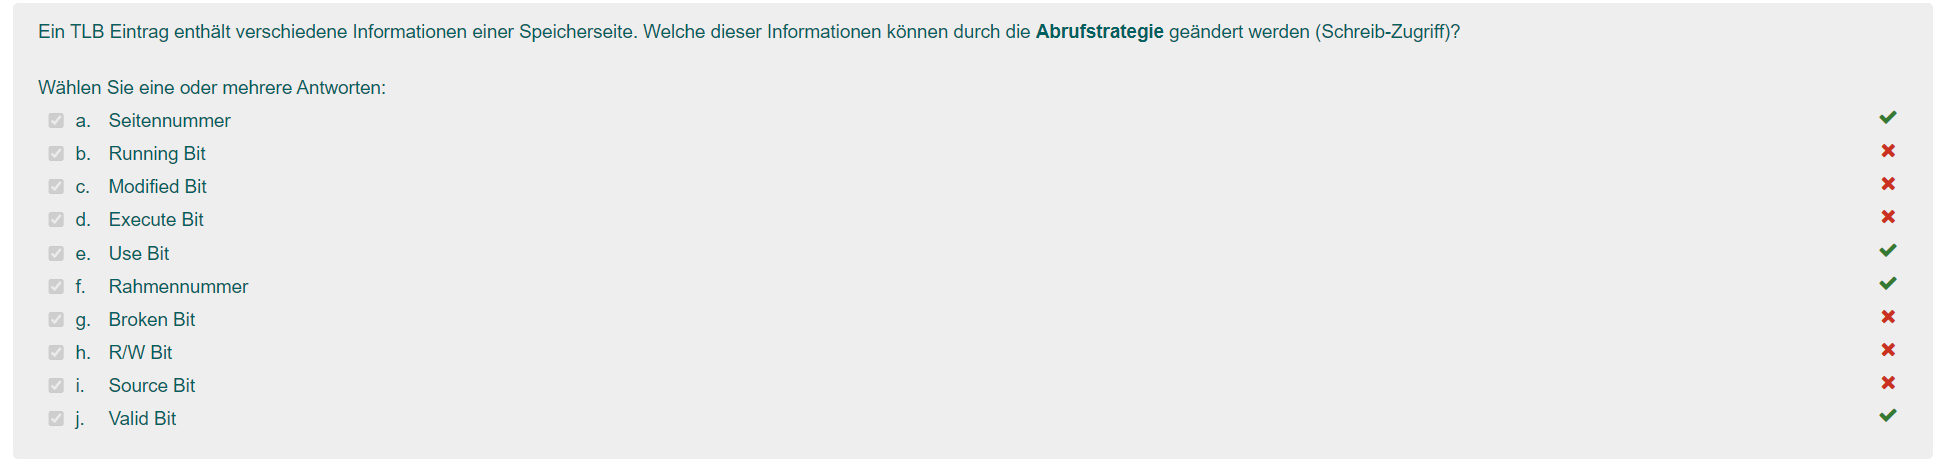 Ein TLB Eintrag enthält verschiedene Informationen einer Speicherseite. Welche dieser Informationen können durch die Abrufstrategie geändert werden (Schreib-Zugriff)?
Wählen Sie eine oder mehrere Antworten:
a. Seitennummer
b. Running Bit
c. Modified Bit
d. Execute Bit
e. Use Bit
f. Rahmennummer
g. Broken Bit
h. R/W Bit
i. Source Bit
j. Valid Bit